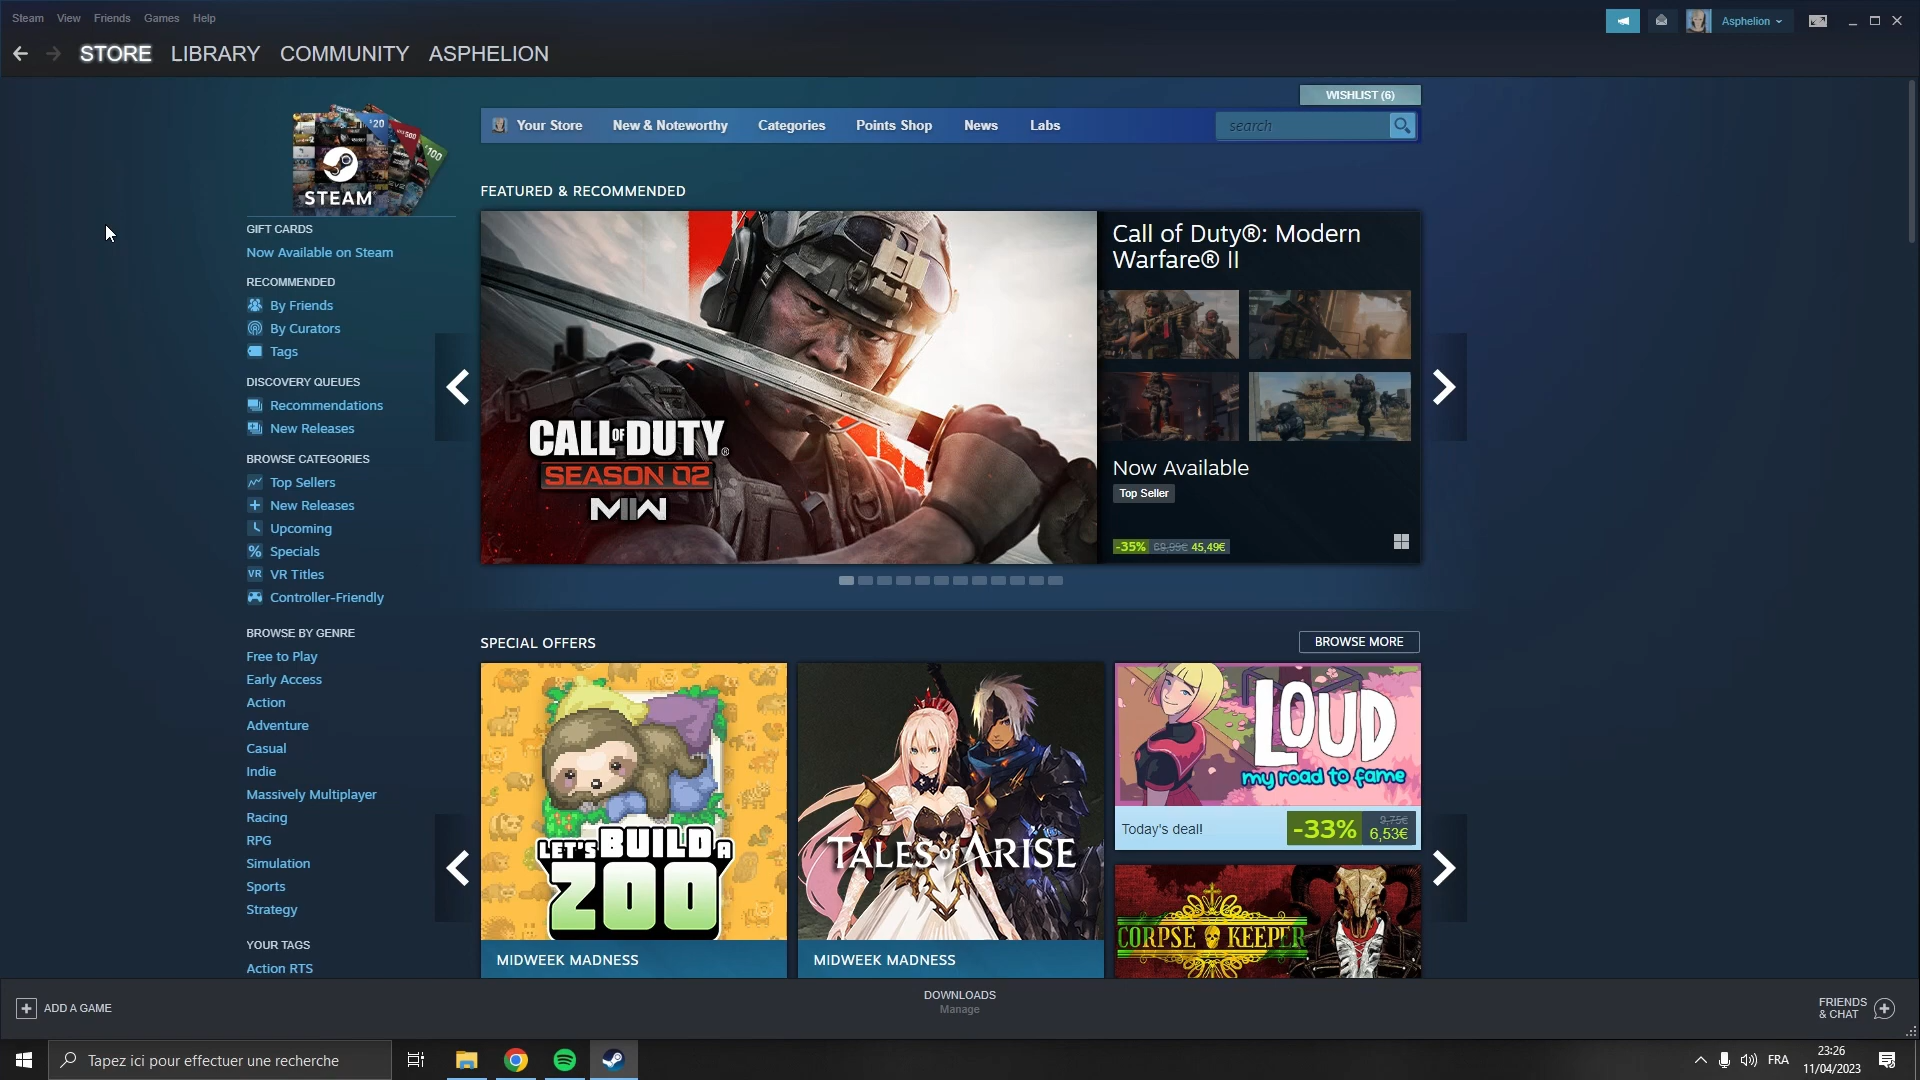 Steam View Friends Games Help
Asphelion
STORE LIBRARY COMMUNITY ASPHELION
WISHLIST (6)
Your Store New & Noteworthy Categories Points Shop News Labs search
$20
500
100
STEAM
GIFT CARDS
Now Available on Steam
RECOMMENDED
By Friends
By Curators
Tags
DISCOVERY QUEUES
Recommendations
New Releases
BROWSE CATEGORIES
Top Sellers
New Releases
Upcoming
% Specials
VR VR Titles
Controller-Friendly
BROWSE BY GENRE
Free to Play
Early Access
Action
Adventure
Casual
Indie
Massively Multiplayer
Racing
RPG
Simulation
Sports
Strategy
YOUR TAGS
Action RTS
FEATURED & RECOMMENDED
CALL OF DUTY®
SEASON 02
MWII
Call of Duty®: Modern
Warfare® II
Now Available
Top Seller
-35% 69,99€ 45,49€
SPECIAL OFFERS
BROWSE MORE
LET'S BUILD A
ZOO
MIDWEEK MADNESS
TALES of ARISE
MIDWEEK MADNESS
LOUD
my road to fame
Today's deal! -33% 9,75€ 6,53€
CORPSE KEEPER
ADD A GAME
DOWNLOADS
Manage
FRIENDS
& CHAT
Tapez ici pour effectuer une recherche
FRA
23:26
11/04/2023